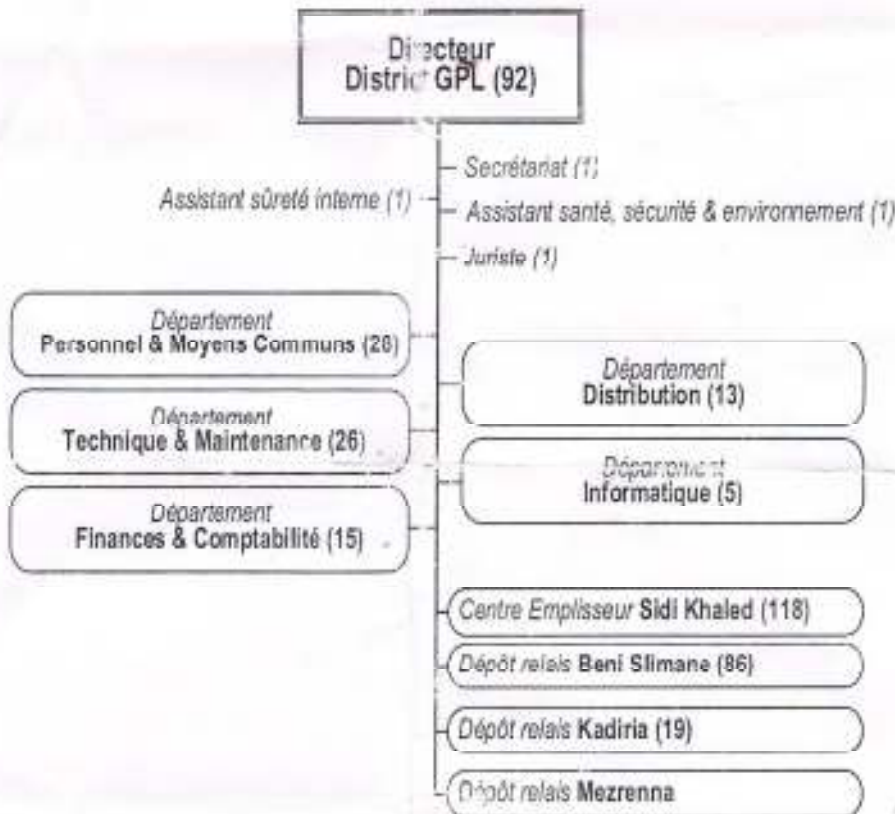 Directeur
District GPL (92)
Secrétariat (1)
Assistant sûreté interne (1)
Assistant santé, sécurité & environnement (1)
Juriste (1)
Département
Personnel & Moyens Communs (28)
Département
Distribution (13)
Département
Technique & Maintenance (26)
Département
Informatique (5)
Département
Finances & Comptabilité (15)
Centre Emplisseur Sidi Khaled (118)
Dépôt relais Beni Slimane (86)
Dépôt relais Kadiria (19)
Dépôt relais Mezrenna